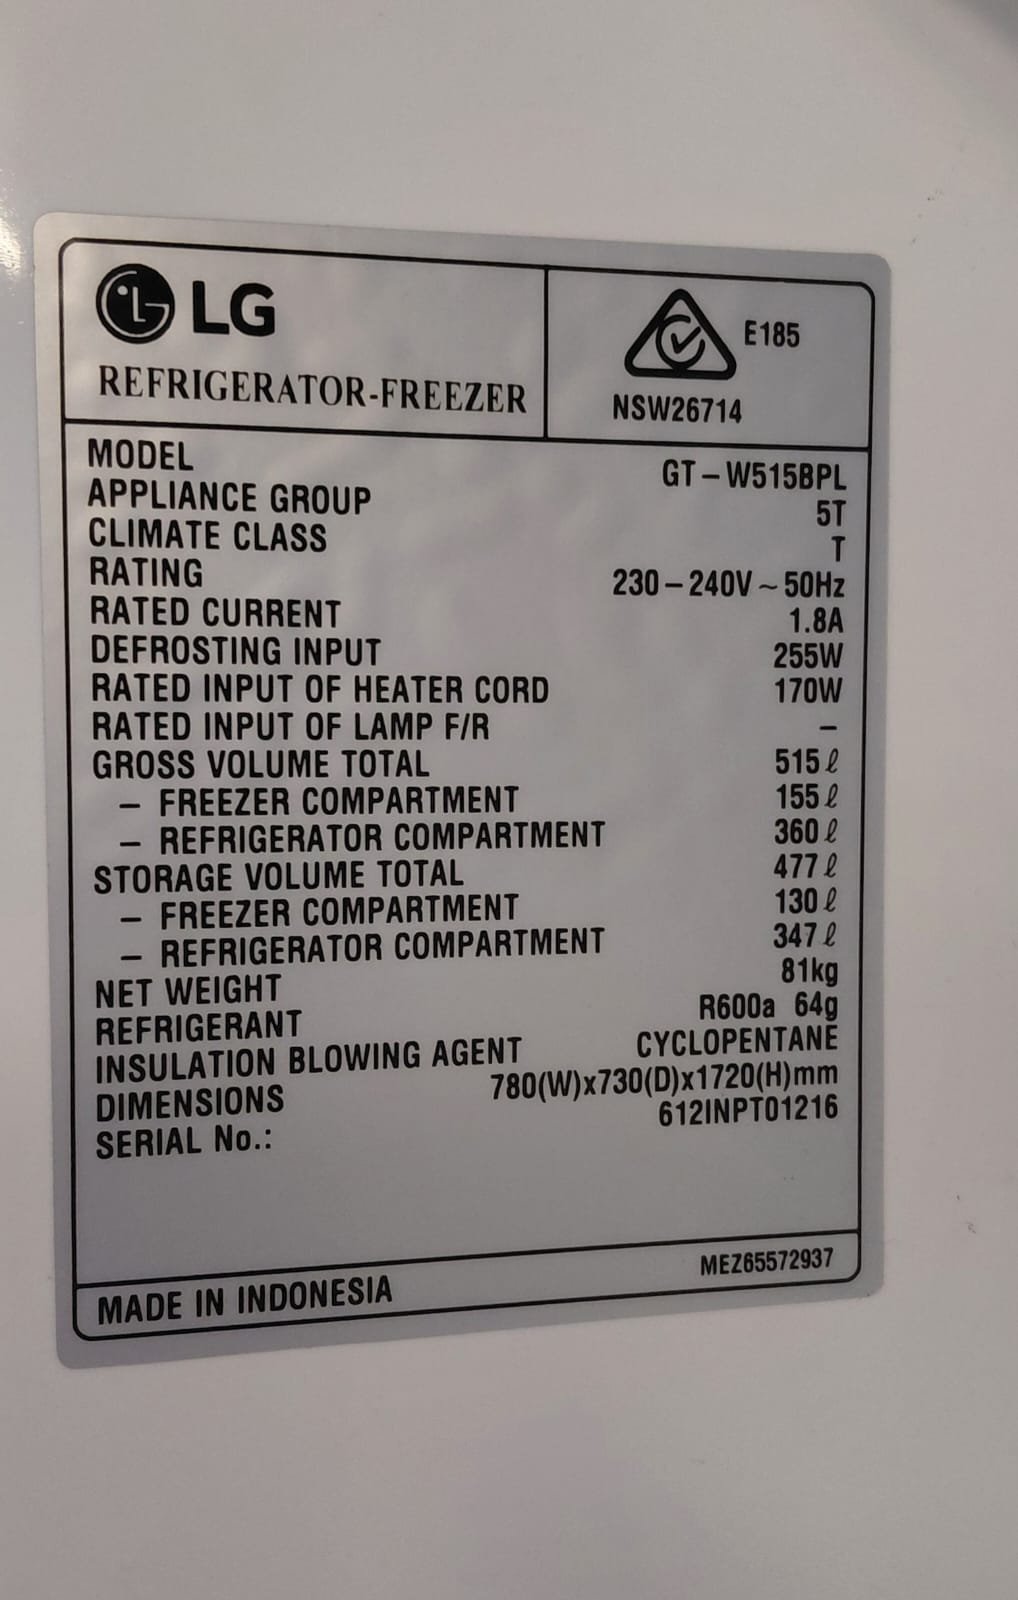 LG
REFRIGERATOR-FREEZER
E185
NSW26714
MODEL GT-W515BPL
APPLIANCE GROUP 5T
CLIMATE CLASS T
RATING 230-240V~50Hz
RATED CURRENT 1.8A
DEFROSTING INPUT 255W
RATED INPUT OF HEATER CORD 170W
RATED INPUT OF LAMP F/R –
GROSS VOLUME TOTAL 515ℓ
– FREEZER COMPARTMENT 155ℓ
– REFRIGERATOR COMPARTMENT 360ℓ
STORAGE VOLUME TOTAL 477ℓ
– FREEZER COMPARTMENT 130ℓ
– REFRIGERATOR COMPARTMENT 347ℓ
NET WEIGHT 81kg
REFRIGERANT R600a 64g
INSULATION BLOWING AGENT CYCLOPENTANE
DIMENSIONS 780(W)x730(D)x1720(H)mm
SERIAL No.: 612INPT01216
MADE IN INDONESIA MEZ65572937